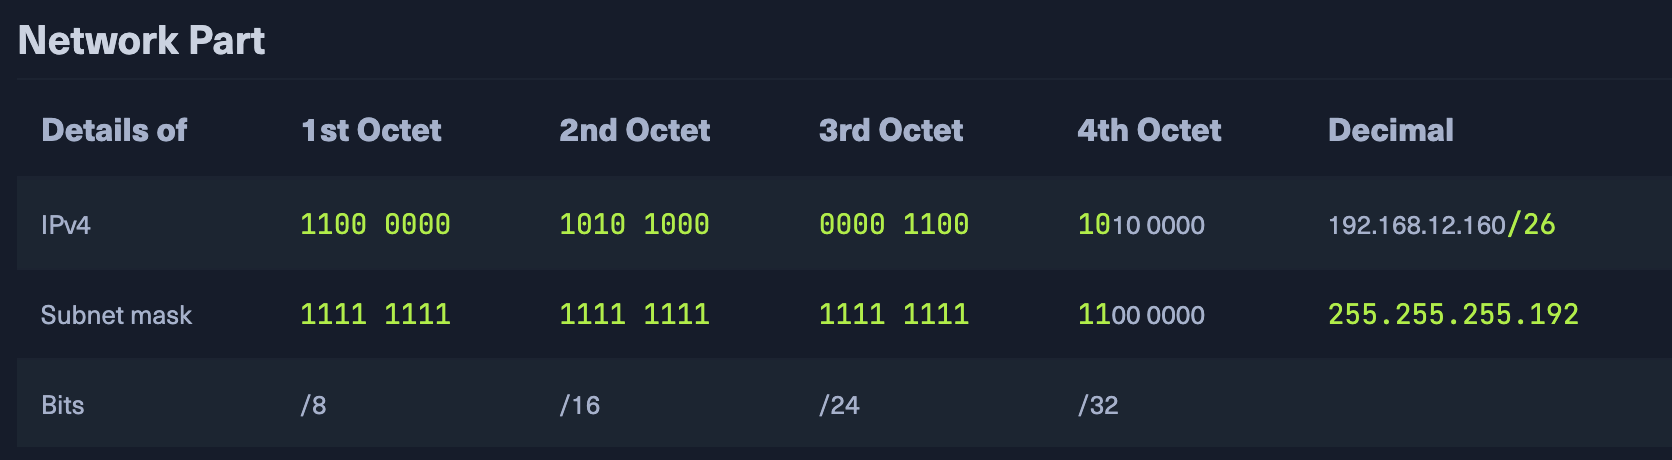 Network Part
Details of 1st Octet 2nd Octet 3rd Octet 4th Octet Decimal
IPv4 1100 0000 1010 1000 0000 1100 1010 0000 192.168.12.160/26
Subnet mask 1111 1111 1111 1111 1111 1111 1100 0000 255.255.255.192
Bits /8 /16 /24 /32